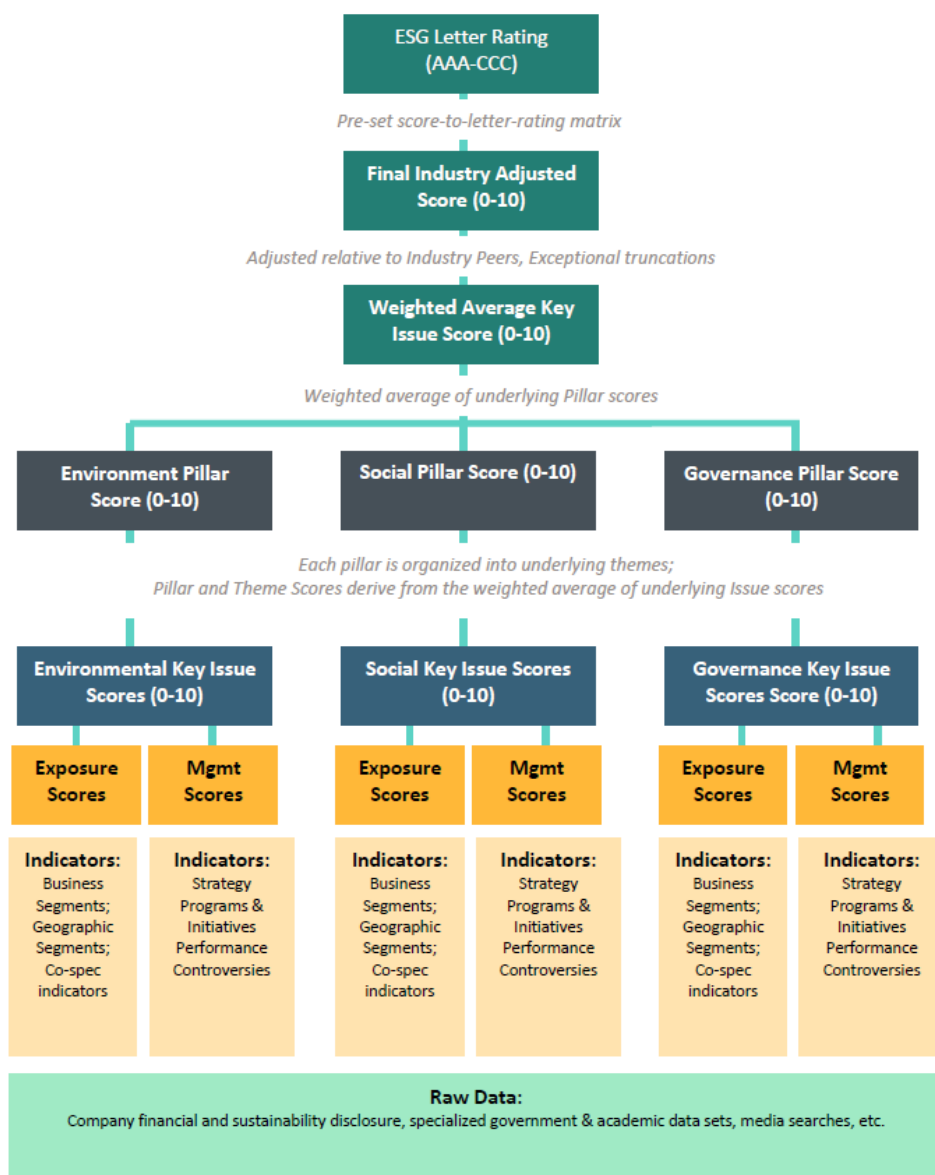 ESG Letter Rating
(AAA-CCC)
Pre-set score-to-letter-rating matrix
Final Industry Adjusted
Score (0-10)
Adjusted relative to Industry Peers, Exceptional truncations
Weighted Average Key
Issue Score (0-10)
Weighted average of underlying Pillar scores
Environment Pillar
Score (0-10)
Social Pillar Score (0-10)
Governance Pillar Score
(0-10)
Each pillar is organized into underlying themes;
Pillar and Theme Scores derive from the weighted average of underlying Issue scores
Environmental Key Issue
Scores (0-10)
Social Key Issue Scores
(0-10)
Governance Key Issue
Scores Score (0-10)
Exposure
Scores
Mgmt
Scores
Exposure
Scores
Mgmt
Scores
Exposure
Scores
Mgmt
Scores
Indicators:
Business
Segments;
Geographic
Segments;
Co-spec
indicators
Indicators:
Strategy
Programs &
Initiatives
Performance
Controversies
Indicators:
Business
Segments;
Geographic
Segments;
Co-spec
indicators
Indicators:
Strategy
Programs &
Initiatives
Performance
Controversies
Indicators:
Business
Segments;
Geographic
Segments;
Co-spec
indicators
Indicators:
Strategy
Programs &
Initiatives
Performance
Controversies
Raw Data:
Company financial and sustainability disclosure, specialized government & academic data sets, media searches, etc.